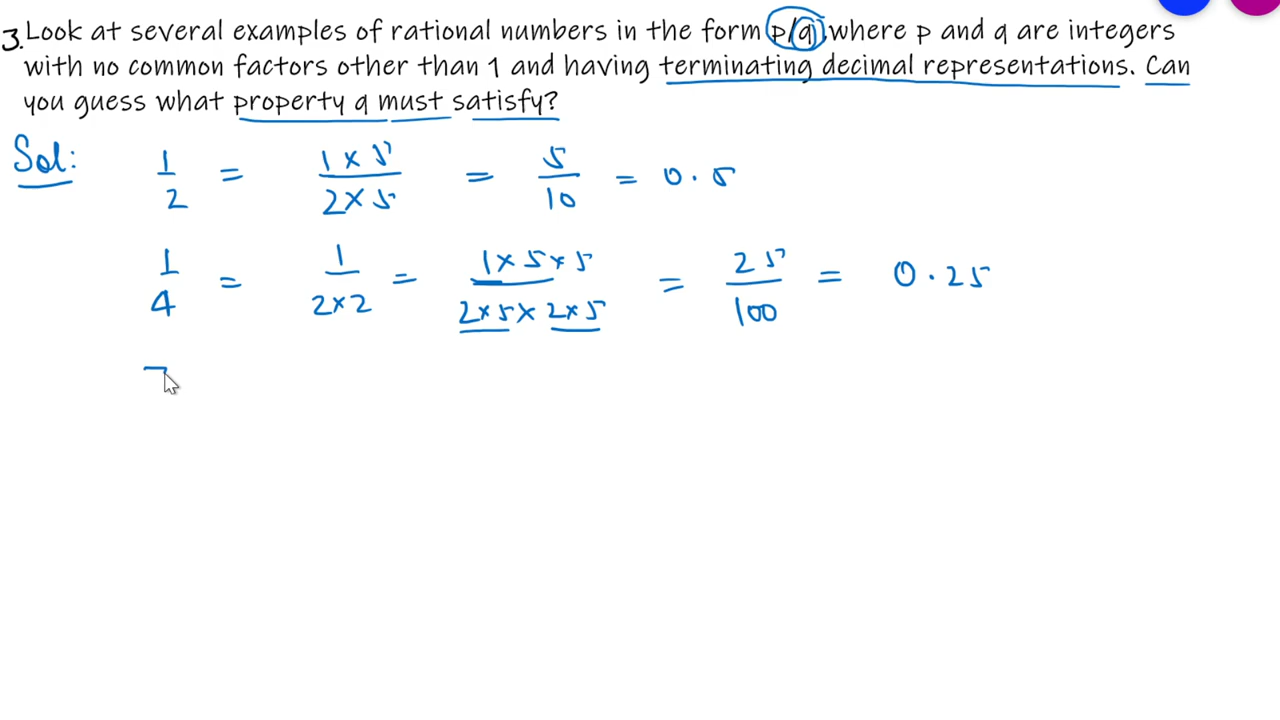 3. Look at several examples of rational numbers in the form p/q, where p and q are integers
with no common factors other than 1 and having terminating decimal representations. Can
you guess what property q must satisfy?
Sol: 1/2 = 1 × 5/2 × 5 = 5/10 = 0.5
1/4 = 1/2×2 = 1 × 5 × 5/2 × 5 × 2 × 5 = 25/100 = 0.25